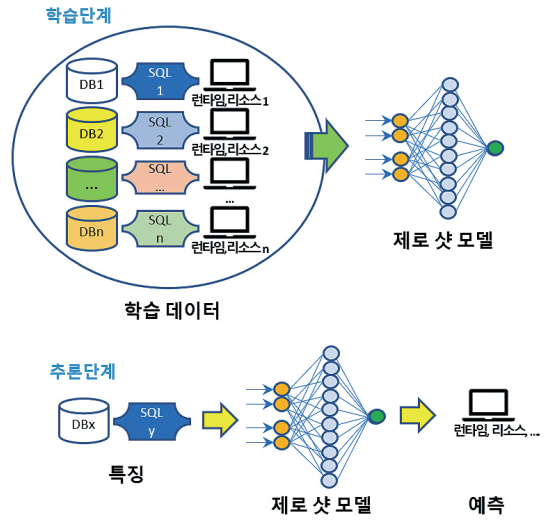 학습단계
DB1
SQL
1
런타임,리소스 1
DB2
SQL
2
런타임,리소스 2
...
SQL
...
...
DBn
SQL
n
런타임,리소스 n
학습 데이터
제로 샷 모델
추론단계
DBx
SQL
y
특징
제로 샷 모델
런타임, 리소스, ...
예측